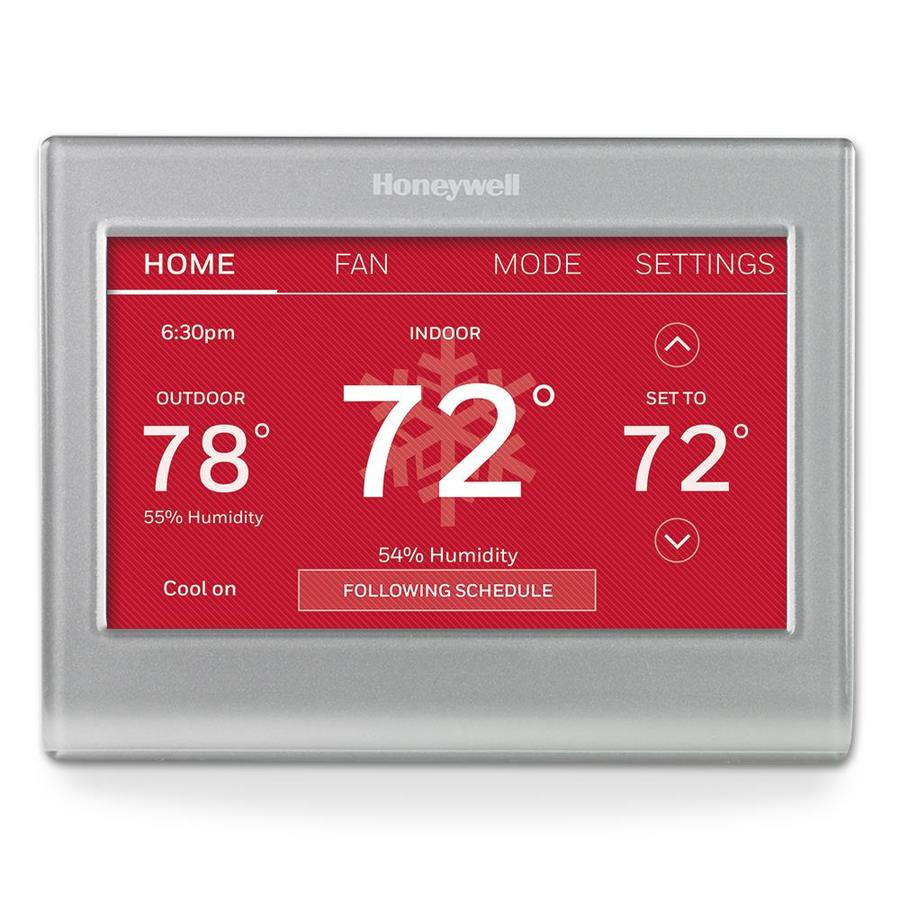 Honeywell
HOME FAN MODE SETTINGS
6:30pm INDOOR
OUTDOOR SET TO
78° 72° 72°
55% Humidity
54% Humidity
Cool on FOLLOWING SCHEDULE